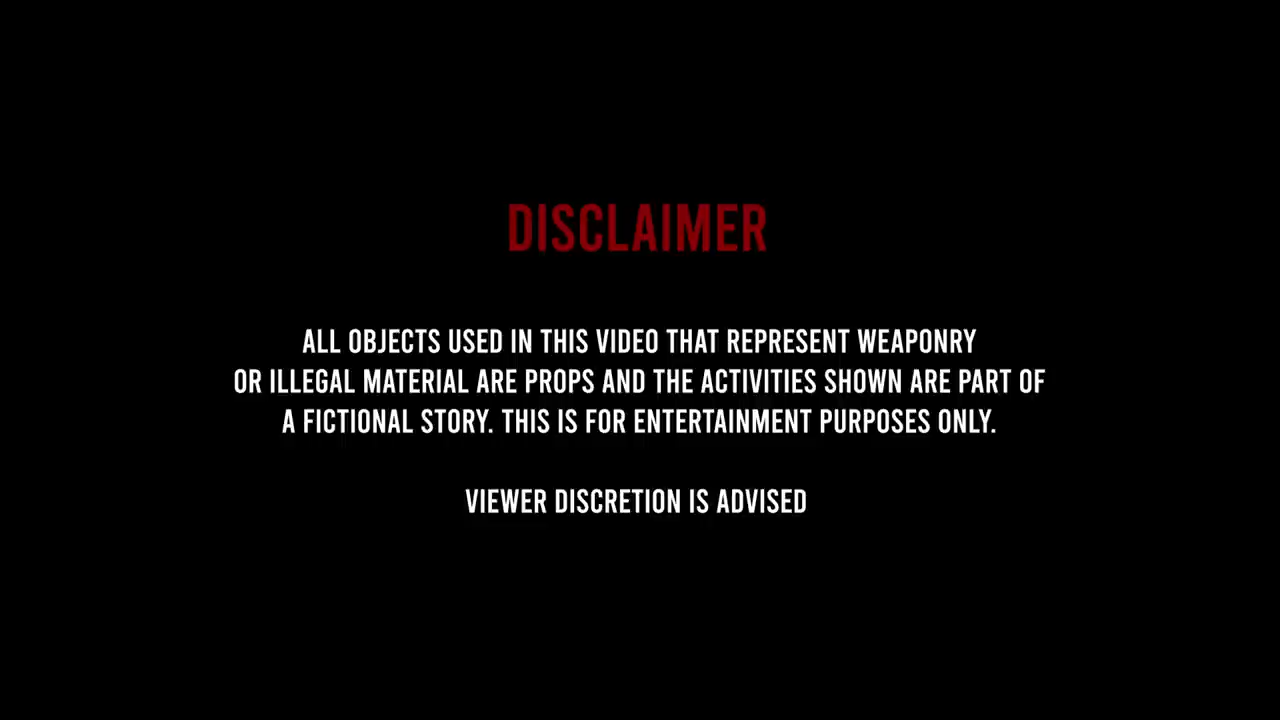 DISCLAIMER
ALL OBJECTS USED IN THIS VIDEO THAT REPRESENT WEAPONRY
OR ILLEGAL MATERIAL ARE PROPS AND THE ACTIVITIES SHOWN ARE PART OF
A FICTIONAL STORY. THIS IS FOR ENTERTAINMENT PURPOSES ONLY.
VIEWER DISCRETION IS ADVISED